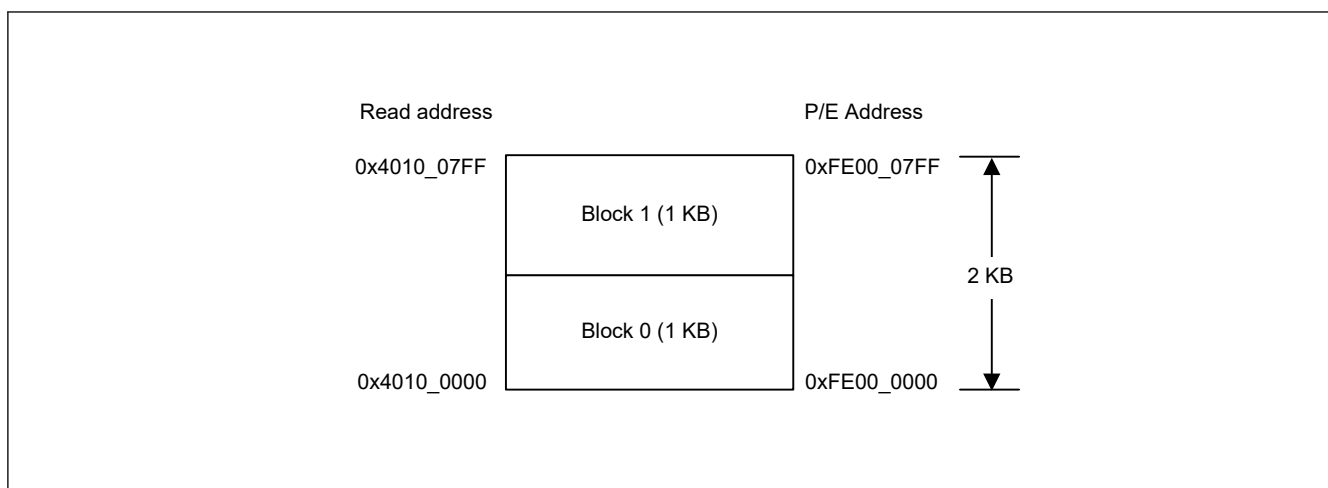 Read address P/E Address
0x4010_07FF 0xFE00_07FF
Block 1 (1 KB)
2 KB
Block 0 (1 KB)
0x4010_0000 0xFE00_0000